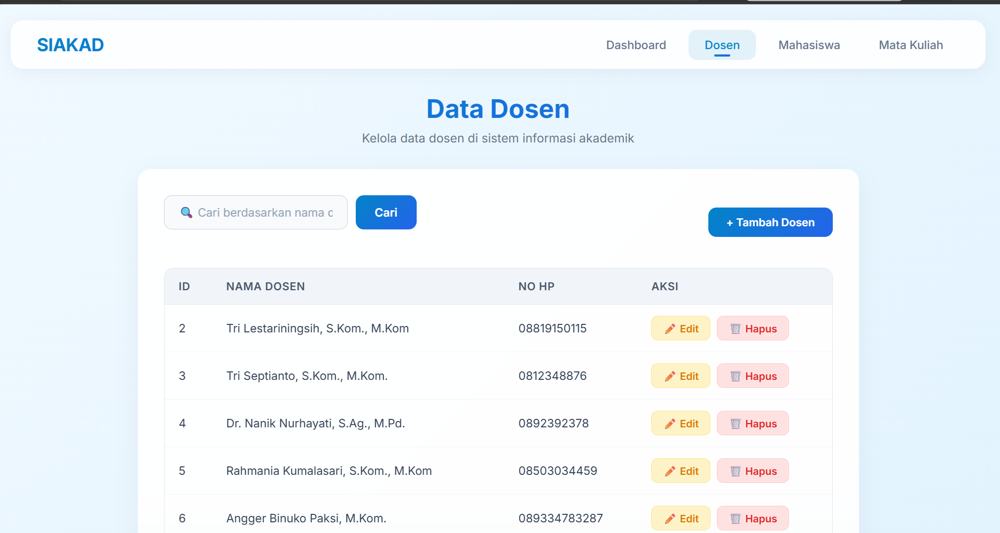 SIAKAD Dashboard Dosen Mahasiswa Mata Kuliah
Data Dosen
Kelola data dosen di sistem informasi akademik
Cari berdasarkan nama d Cari + Tambah Dosen
ID NAMA DOSEN NO HP AKSI
2 Tri Lestariningsih, S.Kom., M.Kom 08819150115 Edit Hapus
3 Tri Septianto, S.Kom., M.Kom. 0812348876 Edit Hapus
4 Dr. Nanik Nurhayati, S.Ag., M.Pd. 0892392378 Edit Hapus
5 Rahmania Kumalasari, S.Kom., M.Kom 08503034459 Edit Hapus
6 Angger Binuko Paksi, M.Kom. 089334783287 Edit Hapus